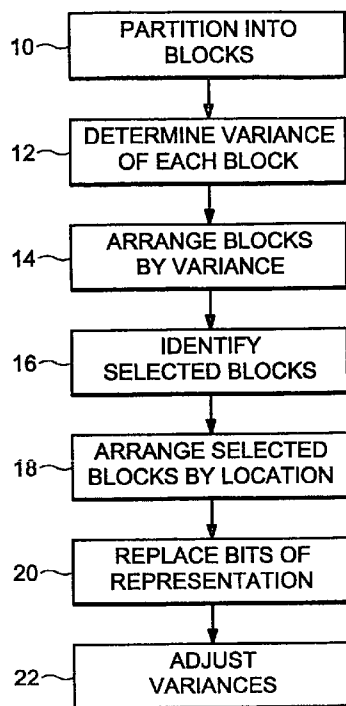 10
PARTITION INTO
BLOCKS
12
DETERMINE VARIANCE
OF EACH BLOCK
14
ARRANGE BLOCKS
BY VARIANCE
16
IDENTIFY
SELECTED BLOCKS
18
ARRANGE SELECTED
BLOCKS BY LOCATION
20
REPLACE BITS OF
REPRESENTATION
22
ADJUST
VARIANCES